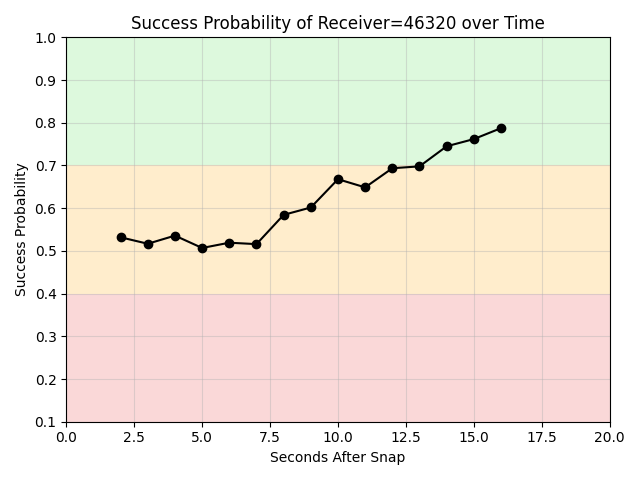 Success Probability of Receiver=46320 over Time
1.0
0.9
0.8
0.7
0.6
0.5
0.4
0.3
0.2
0.1
Success Probability
0.0 2.5 5.0 7.5 10.0 12.5 15.0 17.5 20.0
Seconds After Snap